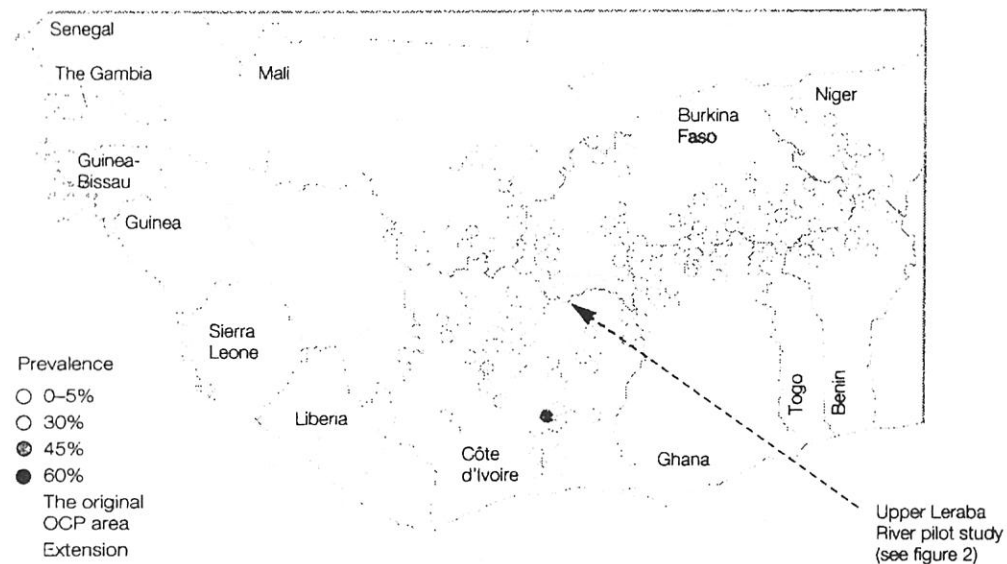 Senegal
The Gambia
Mali
Niger
Burkina
Faso
Guinea-
Bissau
Guinea
Sierra
Leone
Liberia
Côte
d'Ivoire
Ghana
Togo
Benin
Prevalence
0–5%
30%
45%
60%
The original
OCP area
Extension
Upper Leraba
River pilot study
(see figure 2)